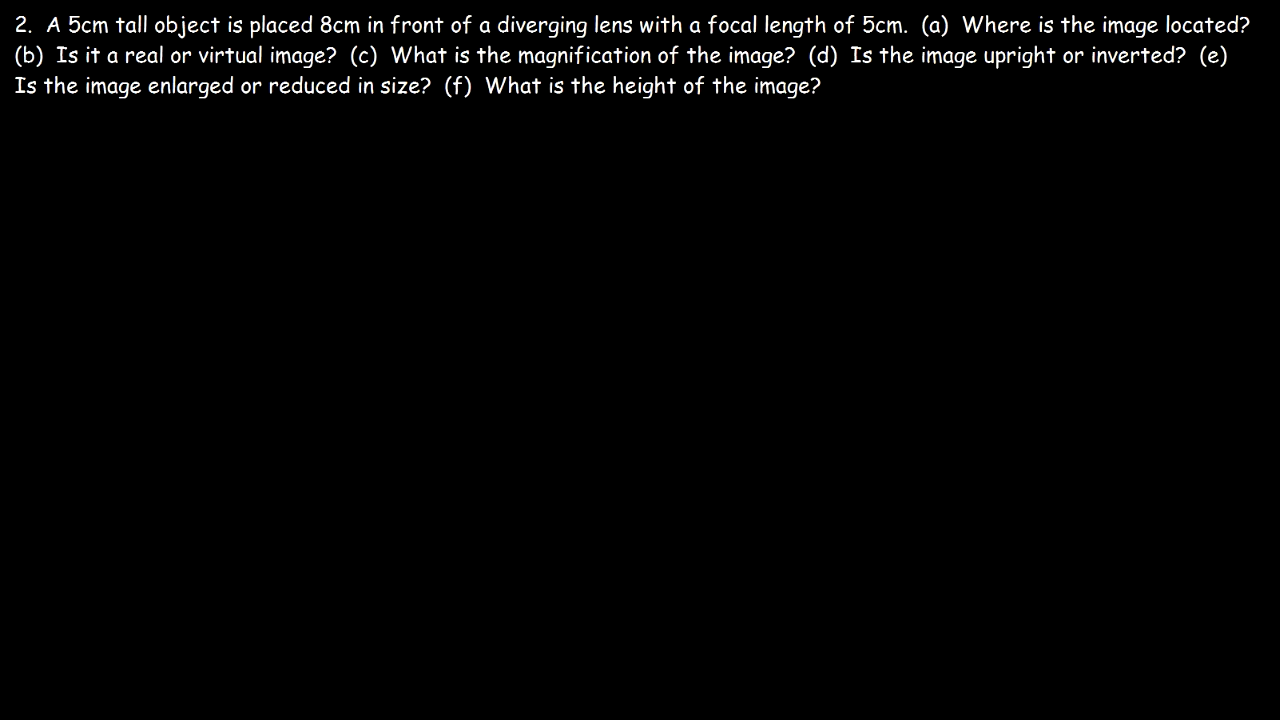 2.  A 5cm tall object is placed 8cm in front of a diverging lens with a focal length of 5cm.  (a)  Where is the image located?
(b)  Is it a real or virtual image?  (c)  What is the magnification of the image?  (d)  Is the image upright or inverted?  (e)
Is the image enlarged or reduced in size?  (f)  What is the height of the image?